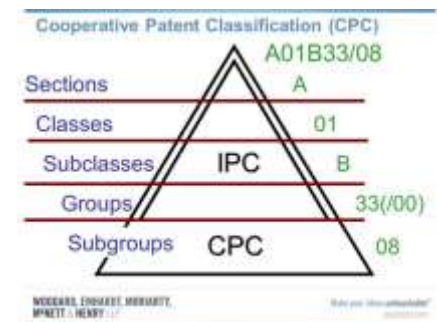 Cooperative Patent Classification (CPC)
A01B33/08
Sections A
Classes 01
Subclasses IPC B
Groups 33(/00)
Subgroups CPC 08
WOODARD, EMHARDT, MORIARTY,
MCNETT & HENRY LLP